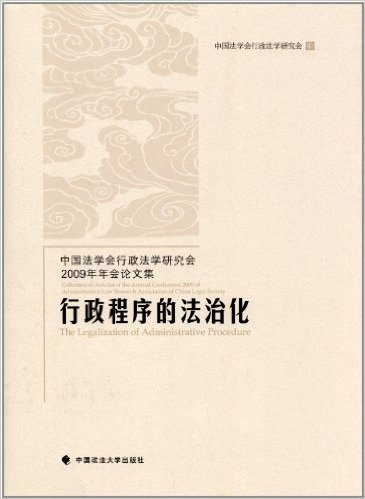 中国法学会行政法学研究会 编
中国法学会行政法学研究会
2009年年会论文集
Collection of Articles of the Annual Conference 2009 of
Administrative Law Research Association of China Legal Society
行政程序的法治化
The Legalization of Administrative Procedure
中国政法大学出版社